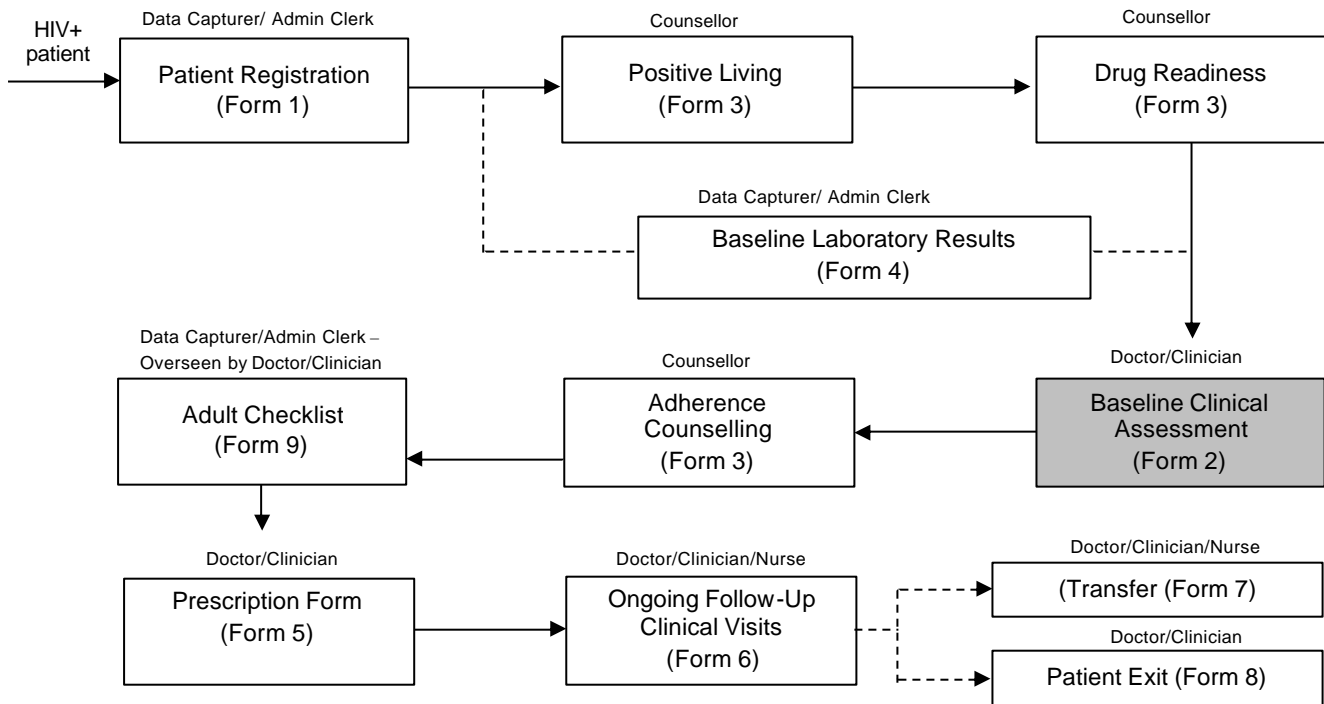 Data Capturer/ Admin Clerk
HIV+
patient
Patient Registration
(Form 1)
Counsellor
Positive Living
(Form 3)
Counsellor
Drug Readiness
(Form 3)
Data Capturer/ Admin Clerk
Baseline Laboratory Results
(Form 4)
Doctor/Clinician
Baseline Clinical
Assessment
(Form 2)
Counsellor
Adherence
Counselling
(Form 3)
Data Capturer/Admin Clerk –
Overseen by Doctor/Clinician
Adult Checklist
(Form 9)
Doctor/Clinician
Prescription Form
(Form 5)
Doctor/Clinician/Nurse
Ongoing Follow-Up
Clinical Visits
(Form 6)
Doctor/Clinician/Nurse
(Transfer (Form 7)
Doctor/Clinician
Patient Exit (Form 8)